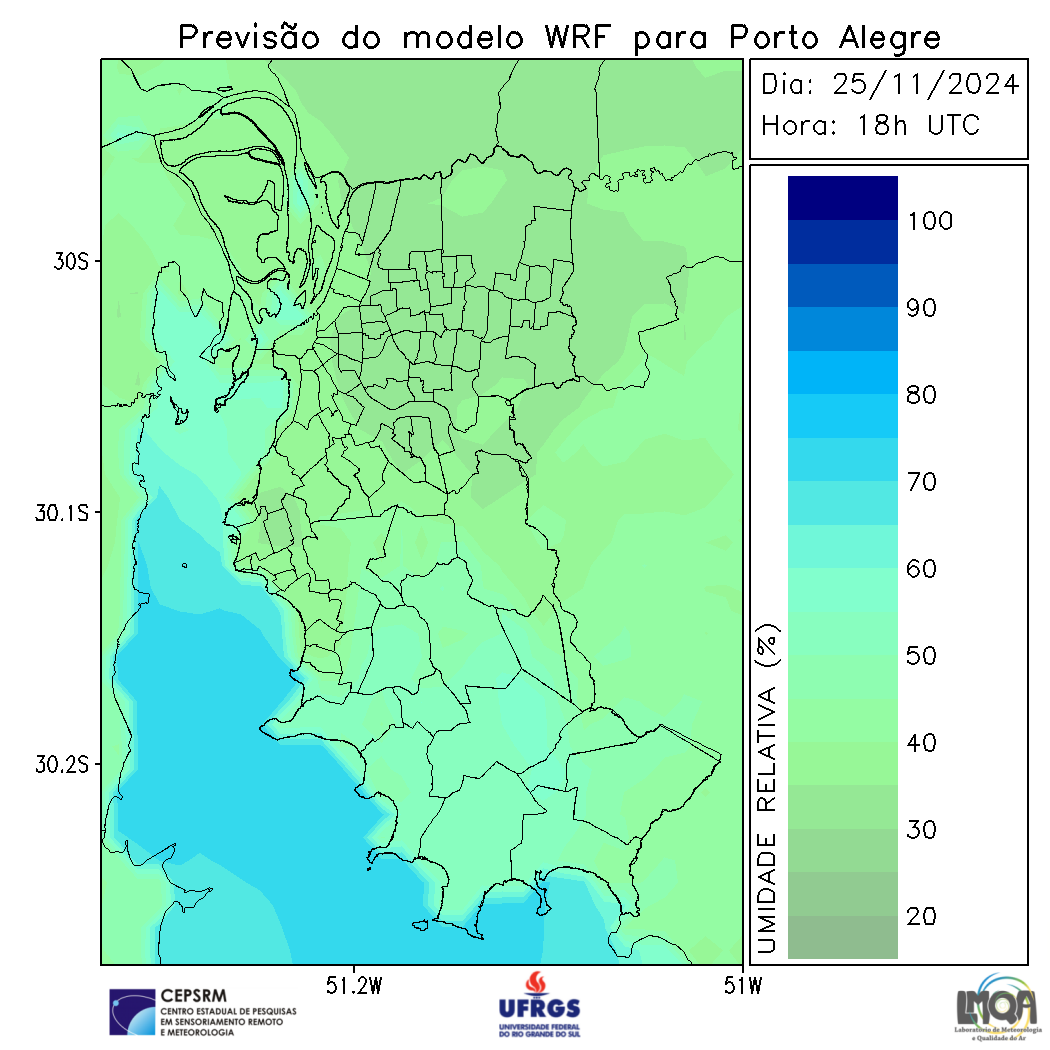 Previsão do modelo WRF para Porto Alegre
Dia: 25/11/2024
Hora: 18h UTC
30S
30.1S
30.2S
51.2W
51W
UMIDADE RELATIVA (%)
100
90
80
70
60
50
40
30
20
CEPSRM
CENTRO ESTADUAL DE PESQUISAS
EM SENSORIAMENTO REMOTO
E METEOROLOGIA
UFRGS
UNIVERSIDADE FEDERAL
DO RIO GRANDE DO SUL
LMQA
Laboratório de Meteorologia
e Qualidade do Ar